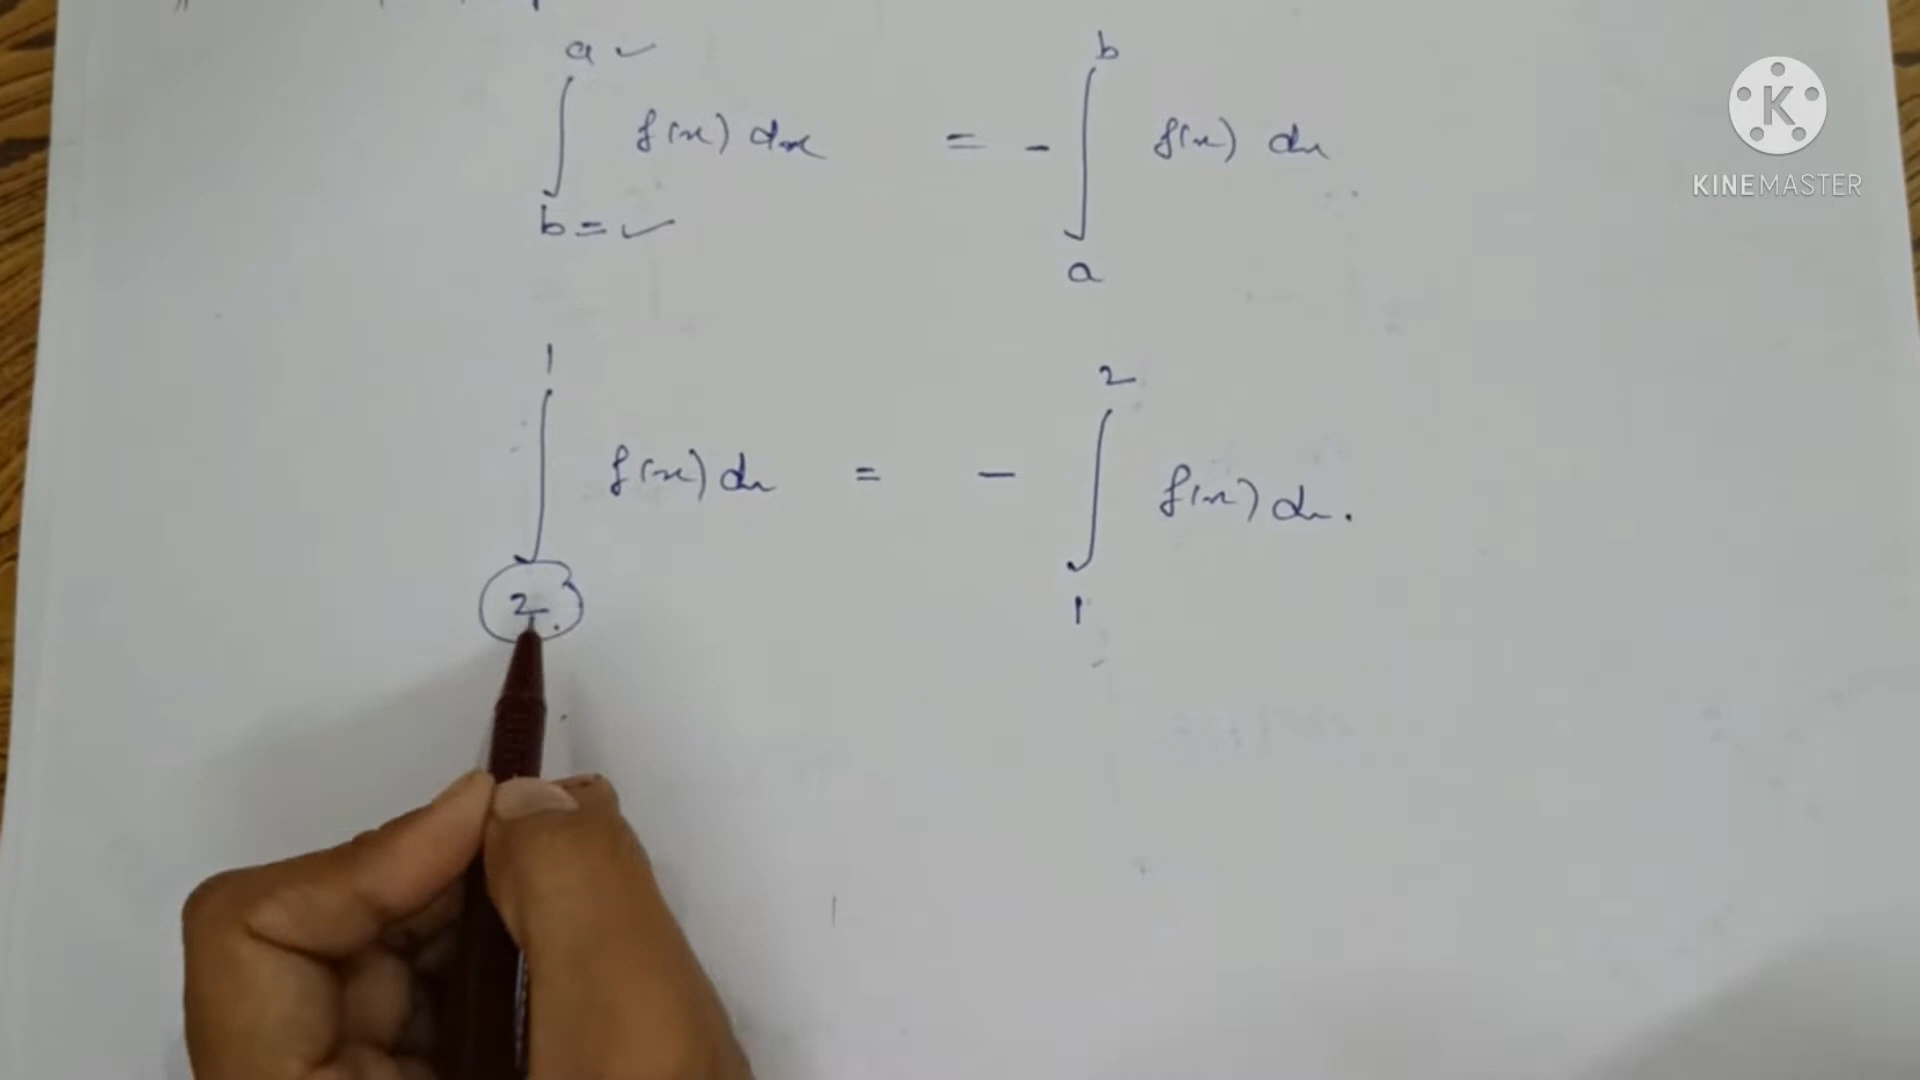 a ✓
∫ f(x) dx = - ∫ f(x) dx
b = ✓
b
a
1
∫ f(x) dx = - ∫ f(x) dx.
2
2
1
KINEMASTER